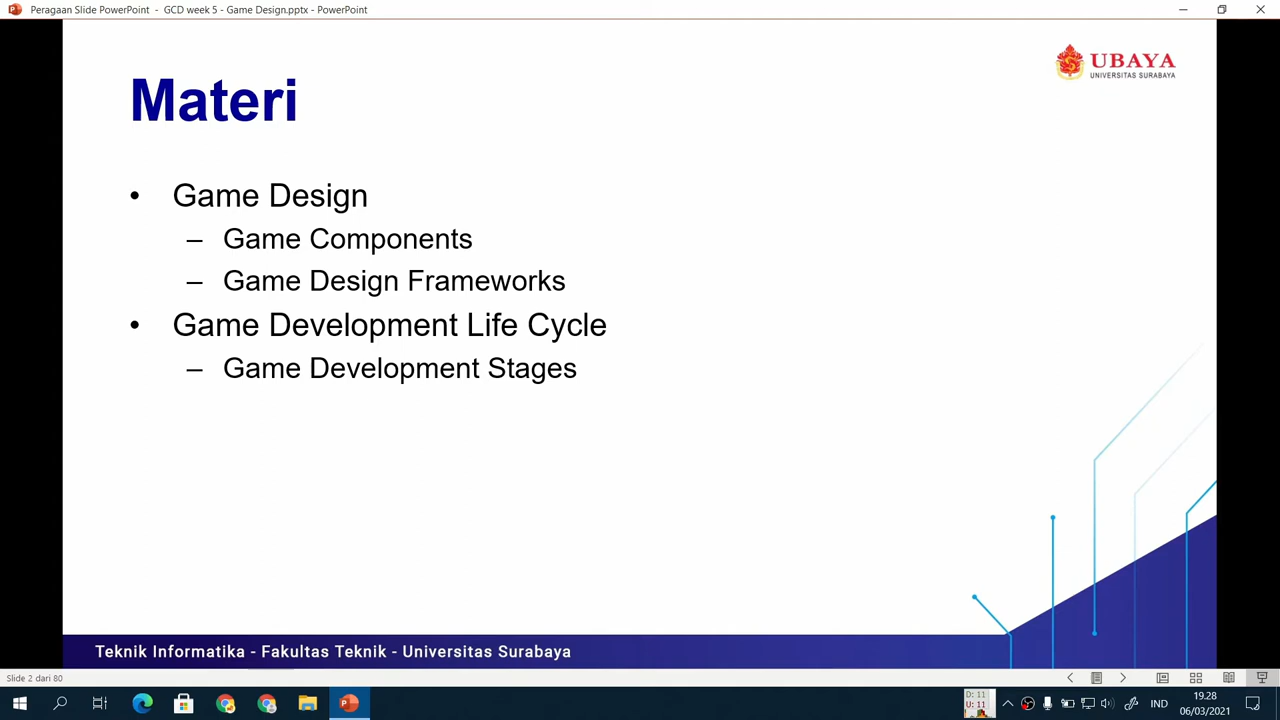 Peragaan Slide PowerPoint - GCD week 5 - Game Design.pptx - PowerPoint
UBAYA
UNIVERSITAS SURABAYA
Materi
• Game Design
– Game Components
– Game Design Frameworks
• Game Development Life Cycle
– Game Development Stages
Teknik Informatika - Fakultas Teknik - Universitas Surabaya
Slide 2 dari 80
D: 11
U: 11
IND
19.28
06/03/2021